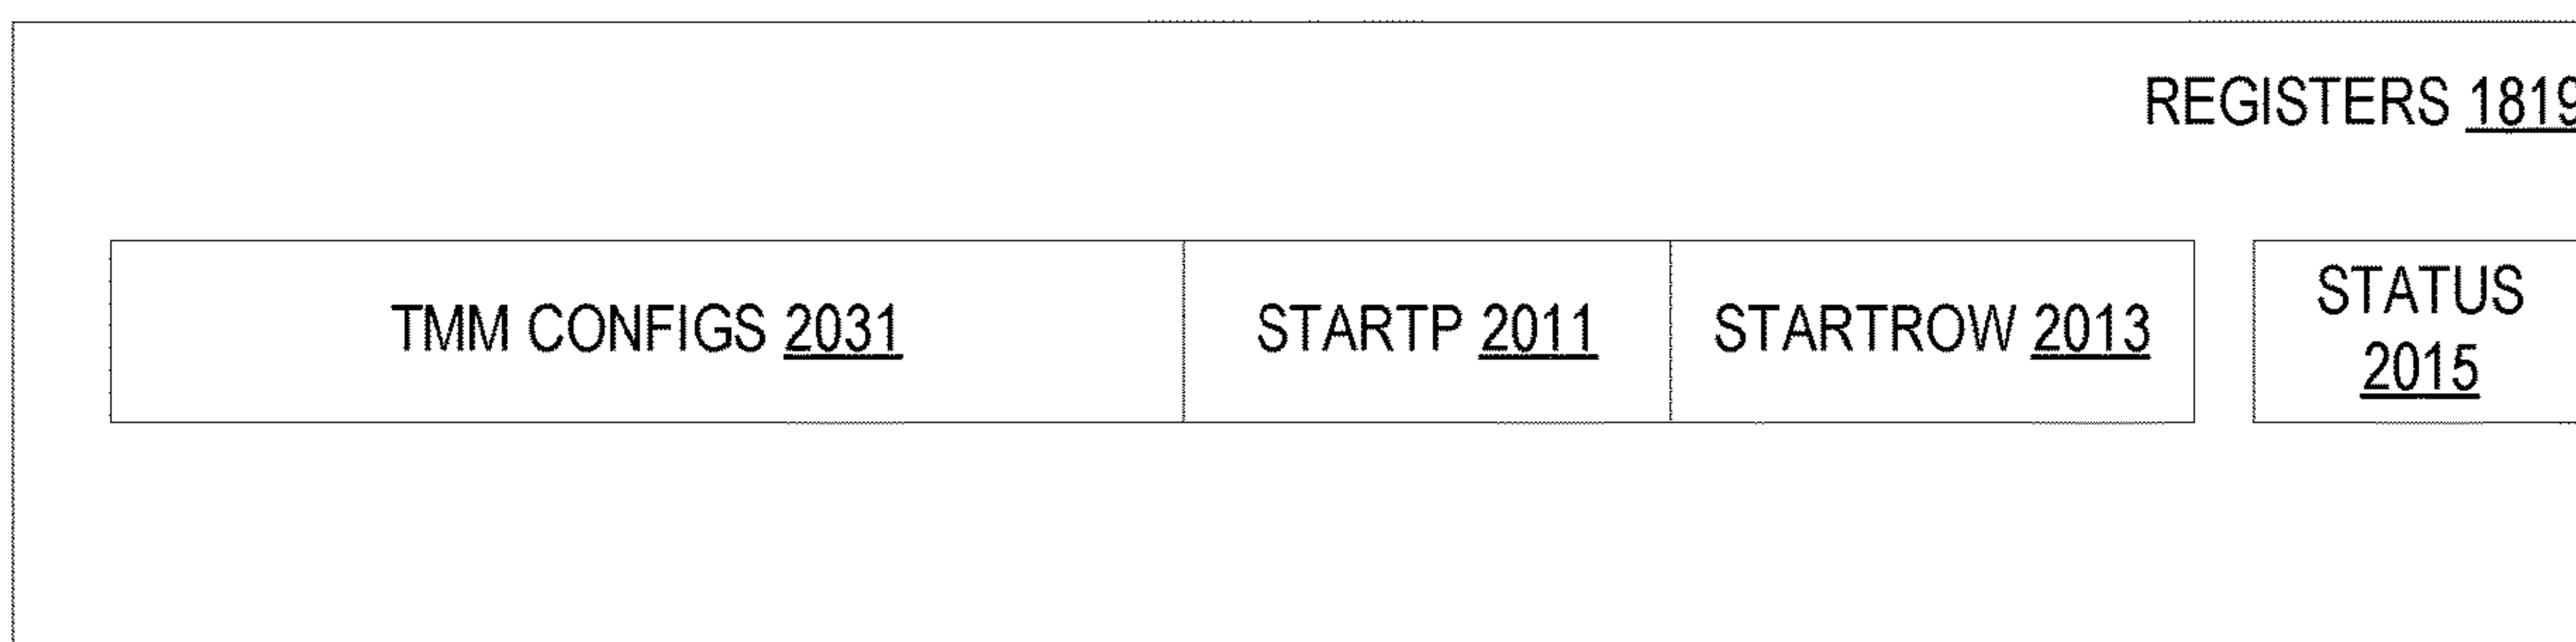 REGISTERS 1819
TMM CONFIGS 2031
STARTP 2011
STARTROW 2013
STATUS
2015